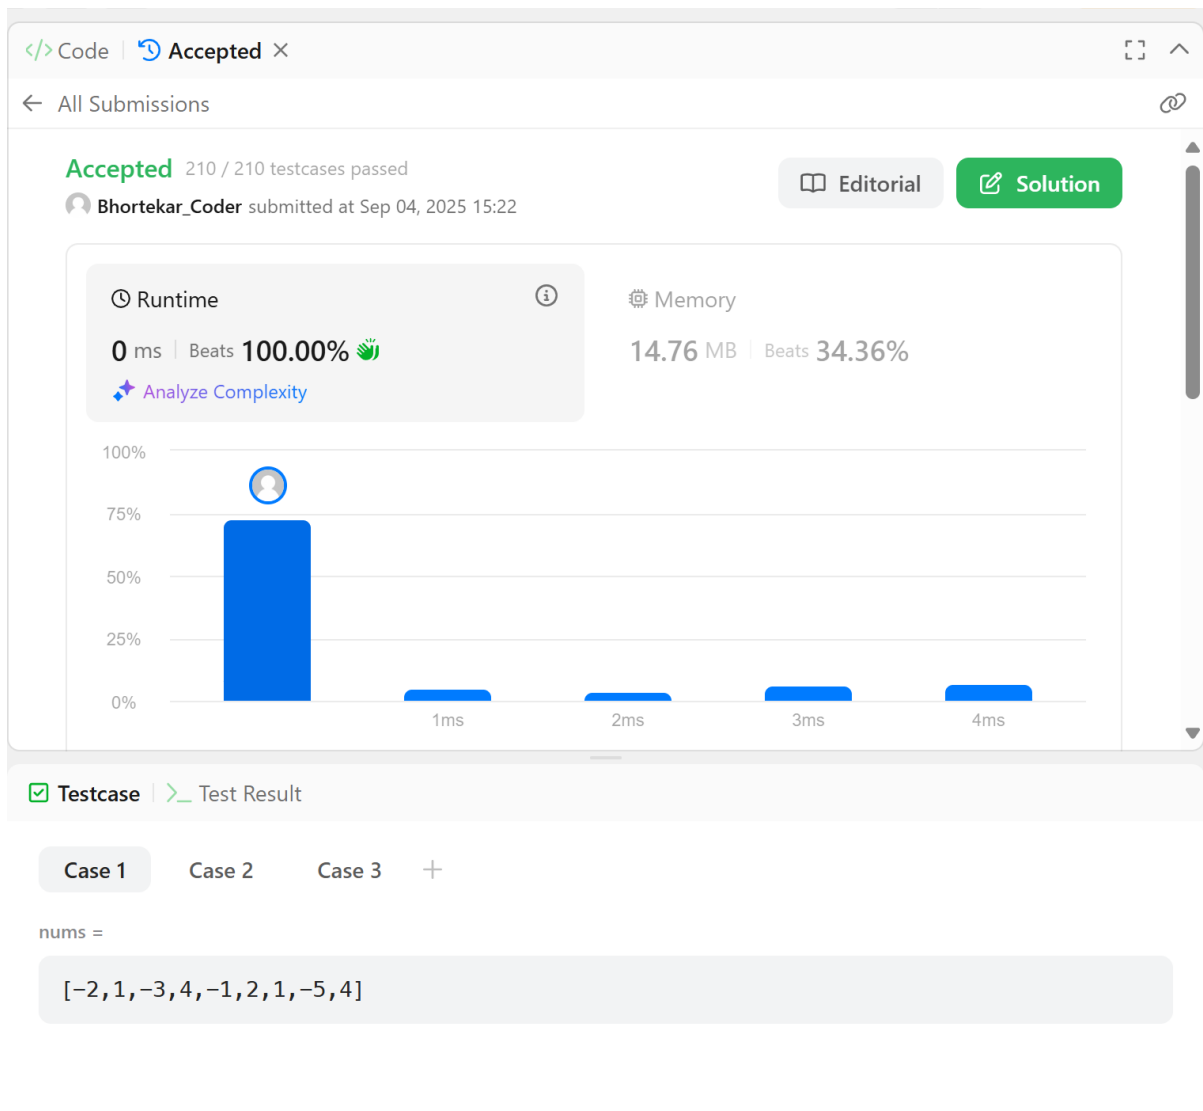 </> Code Accepted
All Submissions
Accepted 210 / 210 testcases passed
Editorial
Solution
Bhortekar_Coder submitted at Sep 04, 2025 15:22
Runtime
0 ms Beats 100.00%
Analyze Complexity
Memory
14.76 MB Beats 34.36%
100%
75%
50%
25%
0%
1ms 2ms 3ms 4ms
Testcase >_ Test Result
Case 1 Case 2 Case 3 +
nums =
[-2,1,-3,4,-1,2,1,-5,4]